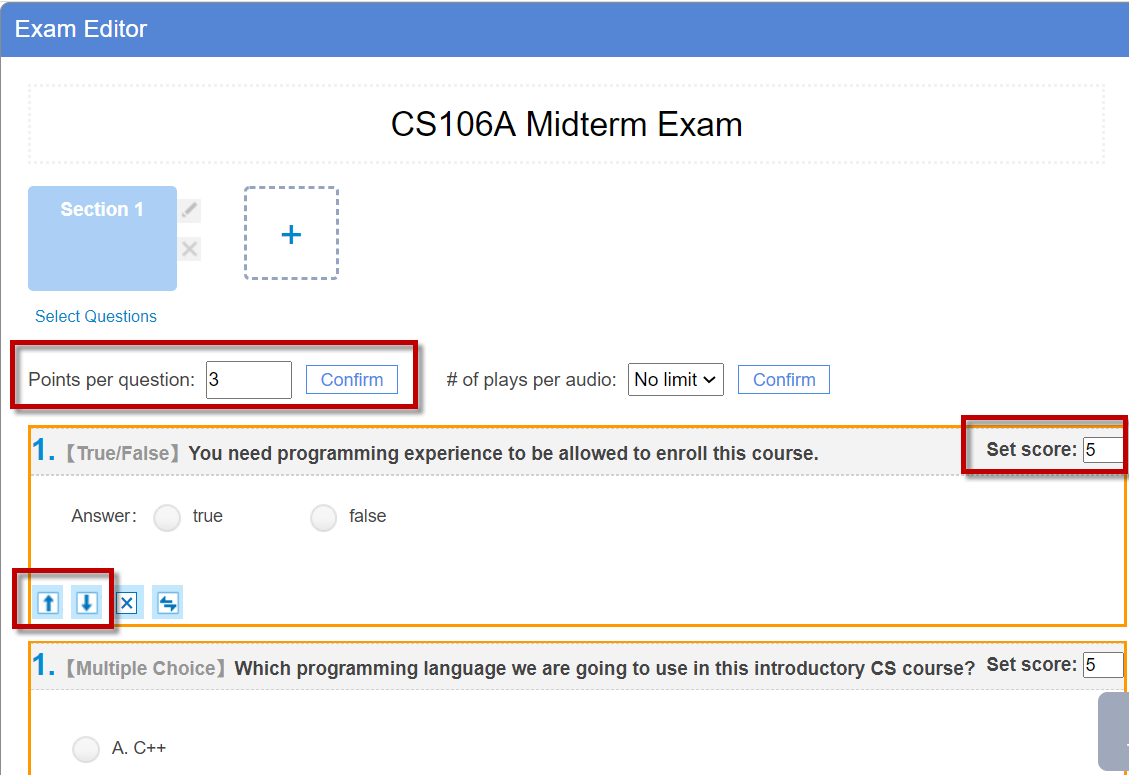 Exam Editor
CS106A Midterm Exam
Section 1
+
Select Questions
Points per question: 3 Confirm # of plays per audio: No limit Confirm
1.【True/False】You need programming experience to be allowed to enroll this course. Set score: 5
Answer: true false
1.【Multiple Choice】Which programming language we are going to use in this introductory CS course? Set score: 5
A. C++